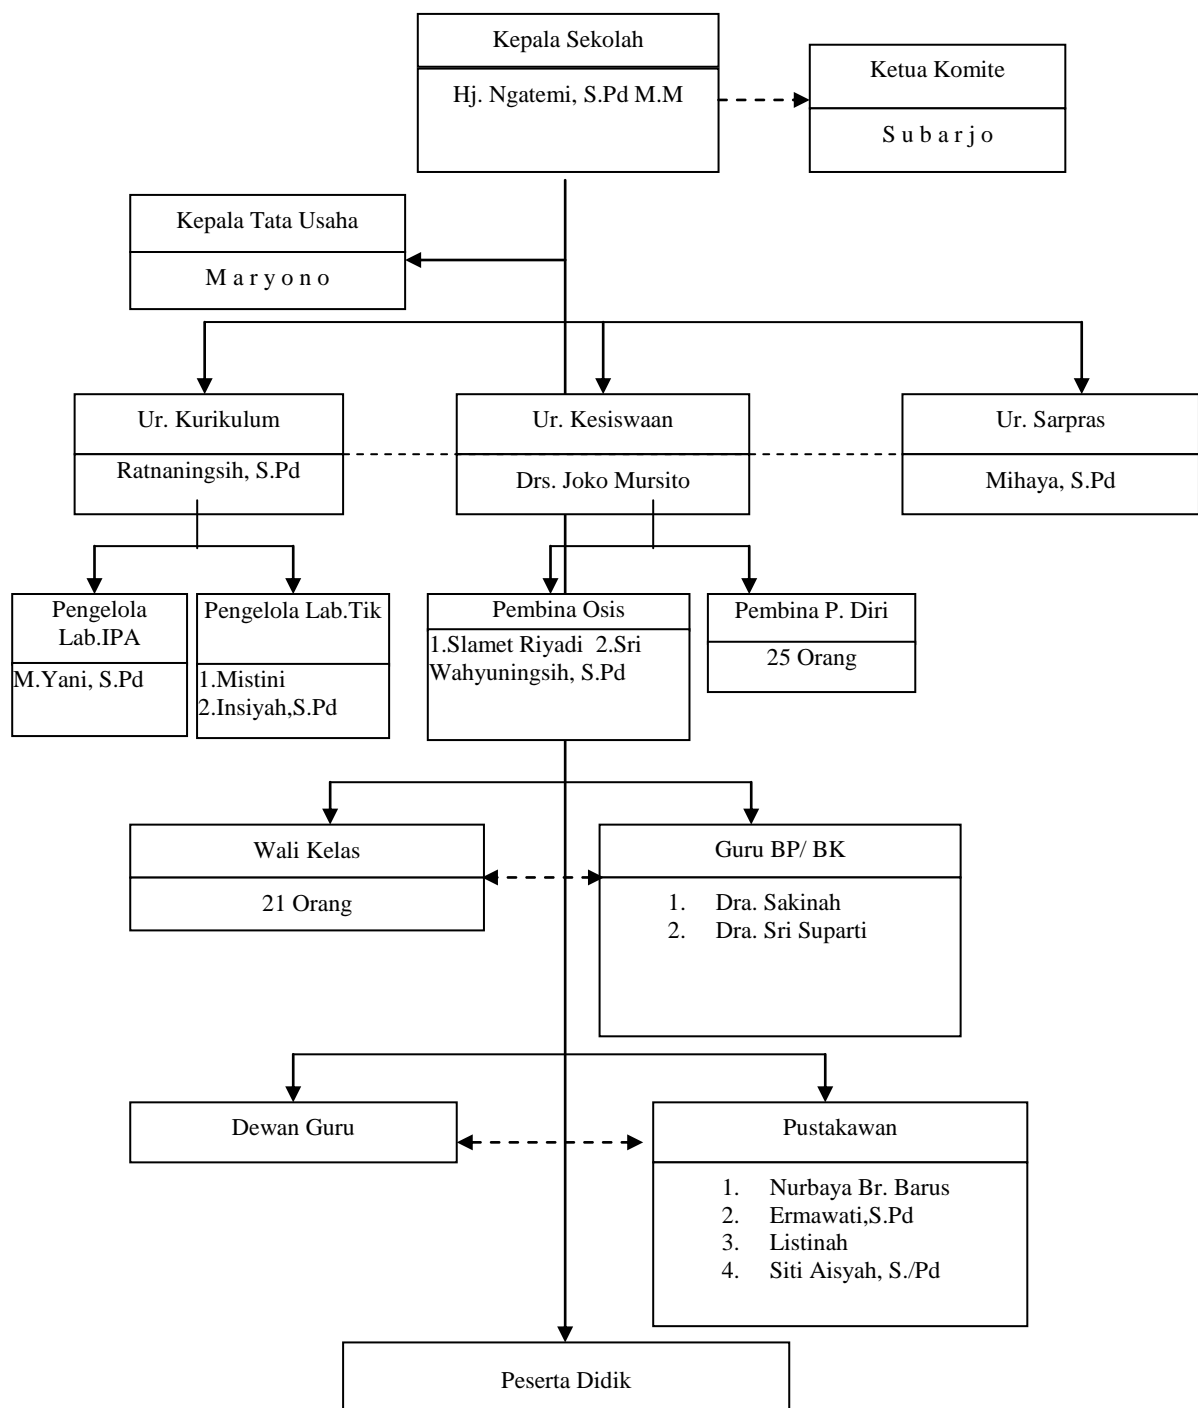 Kepala Sekolah
Hj. Ngatemi, S.Pd M.M
Ketua Komite
S u b a r j o
Kepala Tata Usaha
M a r y o n o
Ur. Kurikulum
Ratnaningsih, S.Pd
Ur. Kesiswaan
Drs. Joko Mursito
Ur. Sarpras
Mihaya, S.Pd
Pengelola
Lab.IPA
M.Yani, S.Pd
Pengelola Lab.Tik
1.Mistini
2.Insiyah,S.Pd
Pembina Osis
1.Slamet Riyadi  2.Sri
Wahyuningsih, S.Pd
Pembina P. Diri
25 Orang
Wali Kelas
21 Orang
Guru BP/ BK
1. Dra. Sakinah
2. Dra. Sri Suparti
Dewan Guru
Pustakawan
1. Nurbaya Br. Barus
2. Ermawati,S.Pd
3. Listinah
4. Siti Aisyah, S./Pd
Peserta Didik